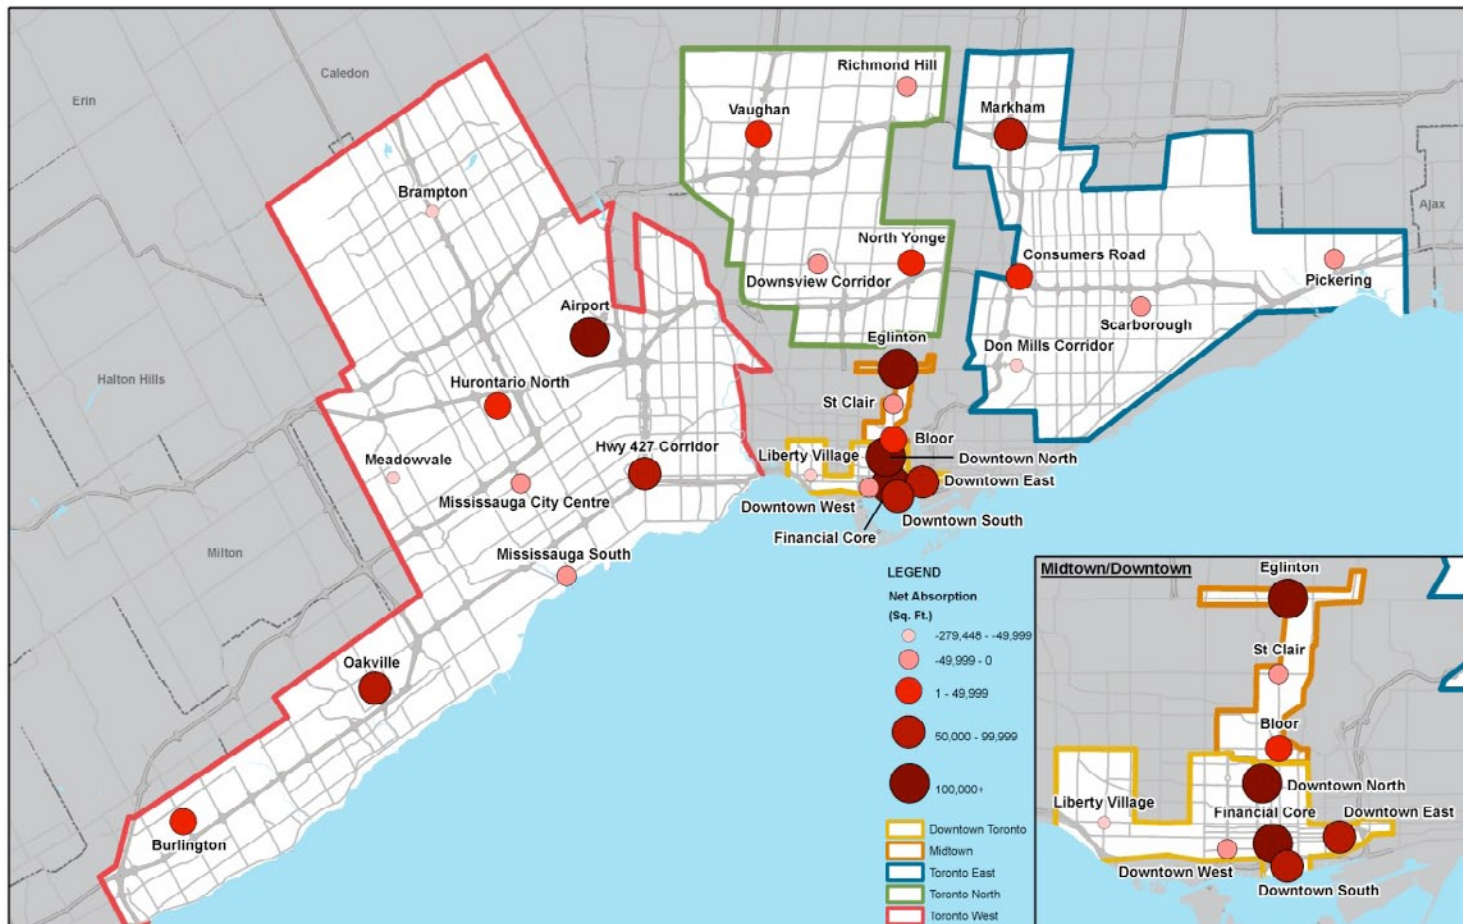 Caledon
Erin
Richmond Hill
Vaughan
Markham
Brampton
Ajax
North Yonge
Downsview Corridor
Consumers Road
Pickering
Airport
Scarborough
Eglinton
Don Mills Corridor
Halton Hills
Hurontario North
St Clair
Hwy 427 Corridor
Bloor
Liberty Village
Downtown North
Meadowvale
Downtown East
Mississauga City Centre
Downtown West
Downtown South
Financial Core
Milton
Mississauga South
Oakville
Burlington
LEGEND
Net Absorption
(Sq. Ft.)
-279,448 - -49,999
-49,999 - 0
1 - 49,999
50,000 - 99,999
100,000+
Downtown Toronto
Midtown
Toronto East
Toronto North
Toronto West
Midtown/Downtown
Eglinton
St Clair
Bloor
Downtown North
Liberty Village
Financial Core
Downtown East
Downtown West
Downtown South